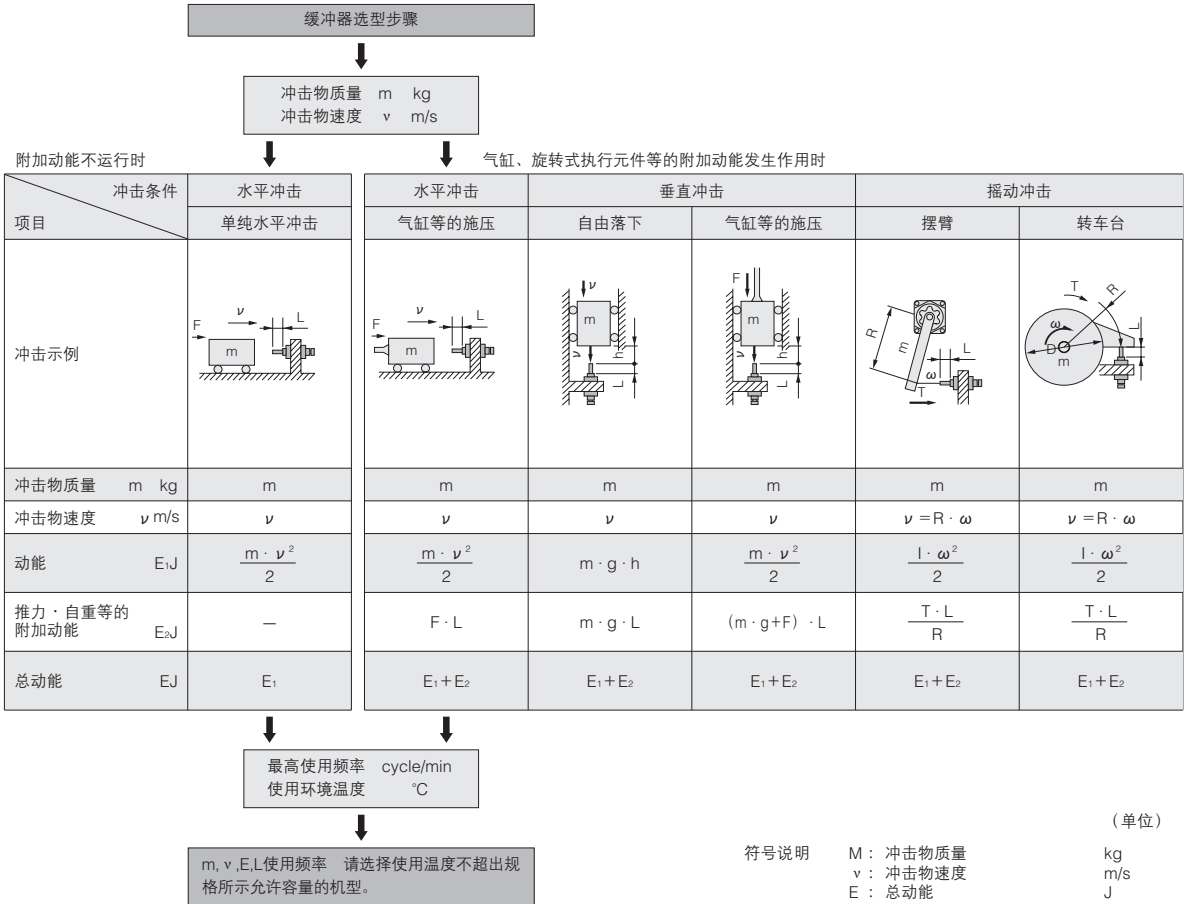 缓冲器选型步骤
冲击物质量 m kg
冲击物速度 ν m/s
附加动能不运行时
气缸、旋转式执行元件等的附加动能发生作用时
冲击条件 水平冲击 水平冲击 垂直冲击 摇动冲击
项目 单纯水平冲击 气缸等的施压 自由落下 气缸等的施压 摆臂 转车台
冲击示例
F ν L m
F ν L m
ν m ν h L
F m ν h L
R m ω L T
T R ω D m L
冲击物质量 m kg m m m m m m
冲击物速度 ν m/s ν ν ν ν ν=R·ω ν=R·ω
动能 E₁J m·ν²/2 m·ν²/2 m·g·h m·ν²/2 I·ω²/2 I·ω²/2
推力·自重等的
附加动能 E₂J — F·L m·g·L (m·g+F)·L T·L/R T·L/R
总动能 EJ E₁ E₁+E₂ E₁+E₂ E₁+E₂ E₁+E₂ E₁+E₂
最高使用频率 cycle/min
使用环境温度 ℃
m, ν,E,L使用频率 请选择使用温度不超出规
格所示允许容量的机型。
(单位)
符号说明 M: 冲击物质量 kg
ν: 冲击物速度 m/s
E: 总动能 J